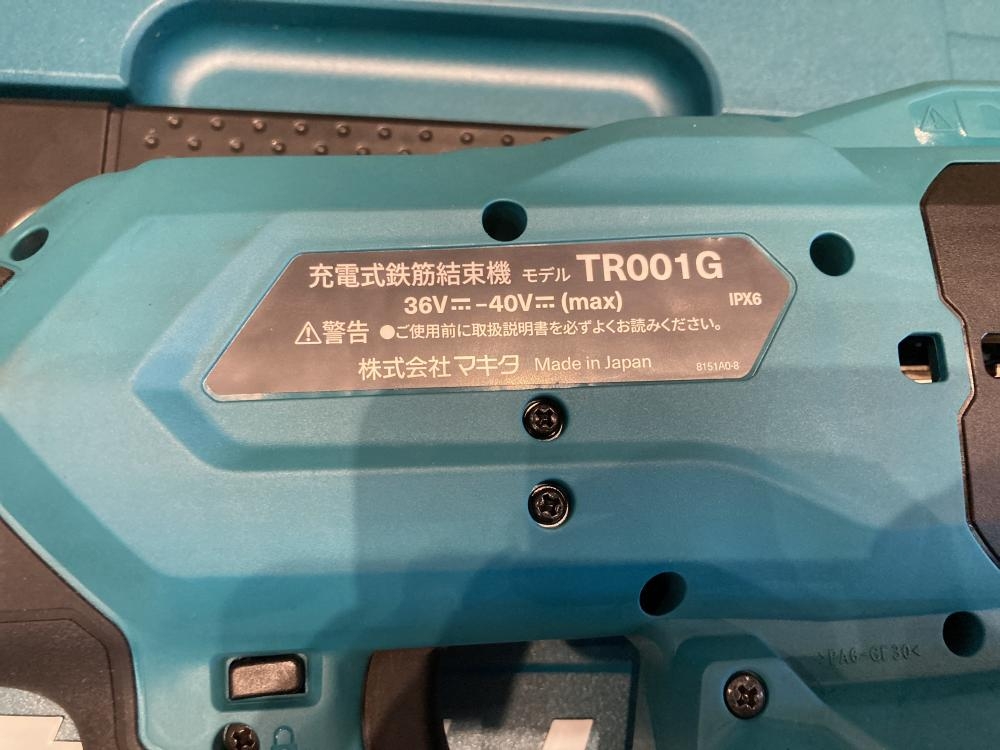 充電式鉄筋結束機 モデル TR001G
36V⎓-40V⎓(max) IPX6
⚠警告 ●ご使用前に取扱説明書を必ずよくお読みください。
株式会社マキタ Made in Japan 8151A0-8
>PA6-GF30<